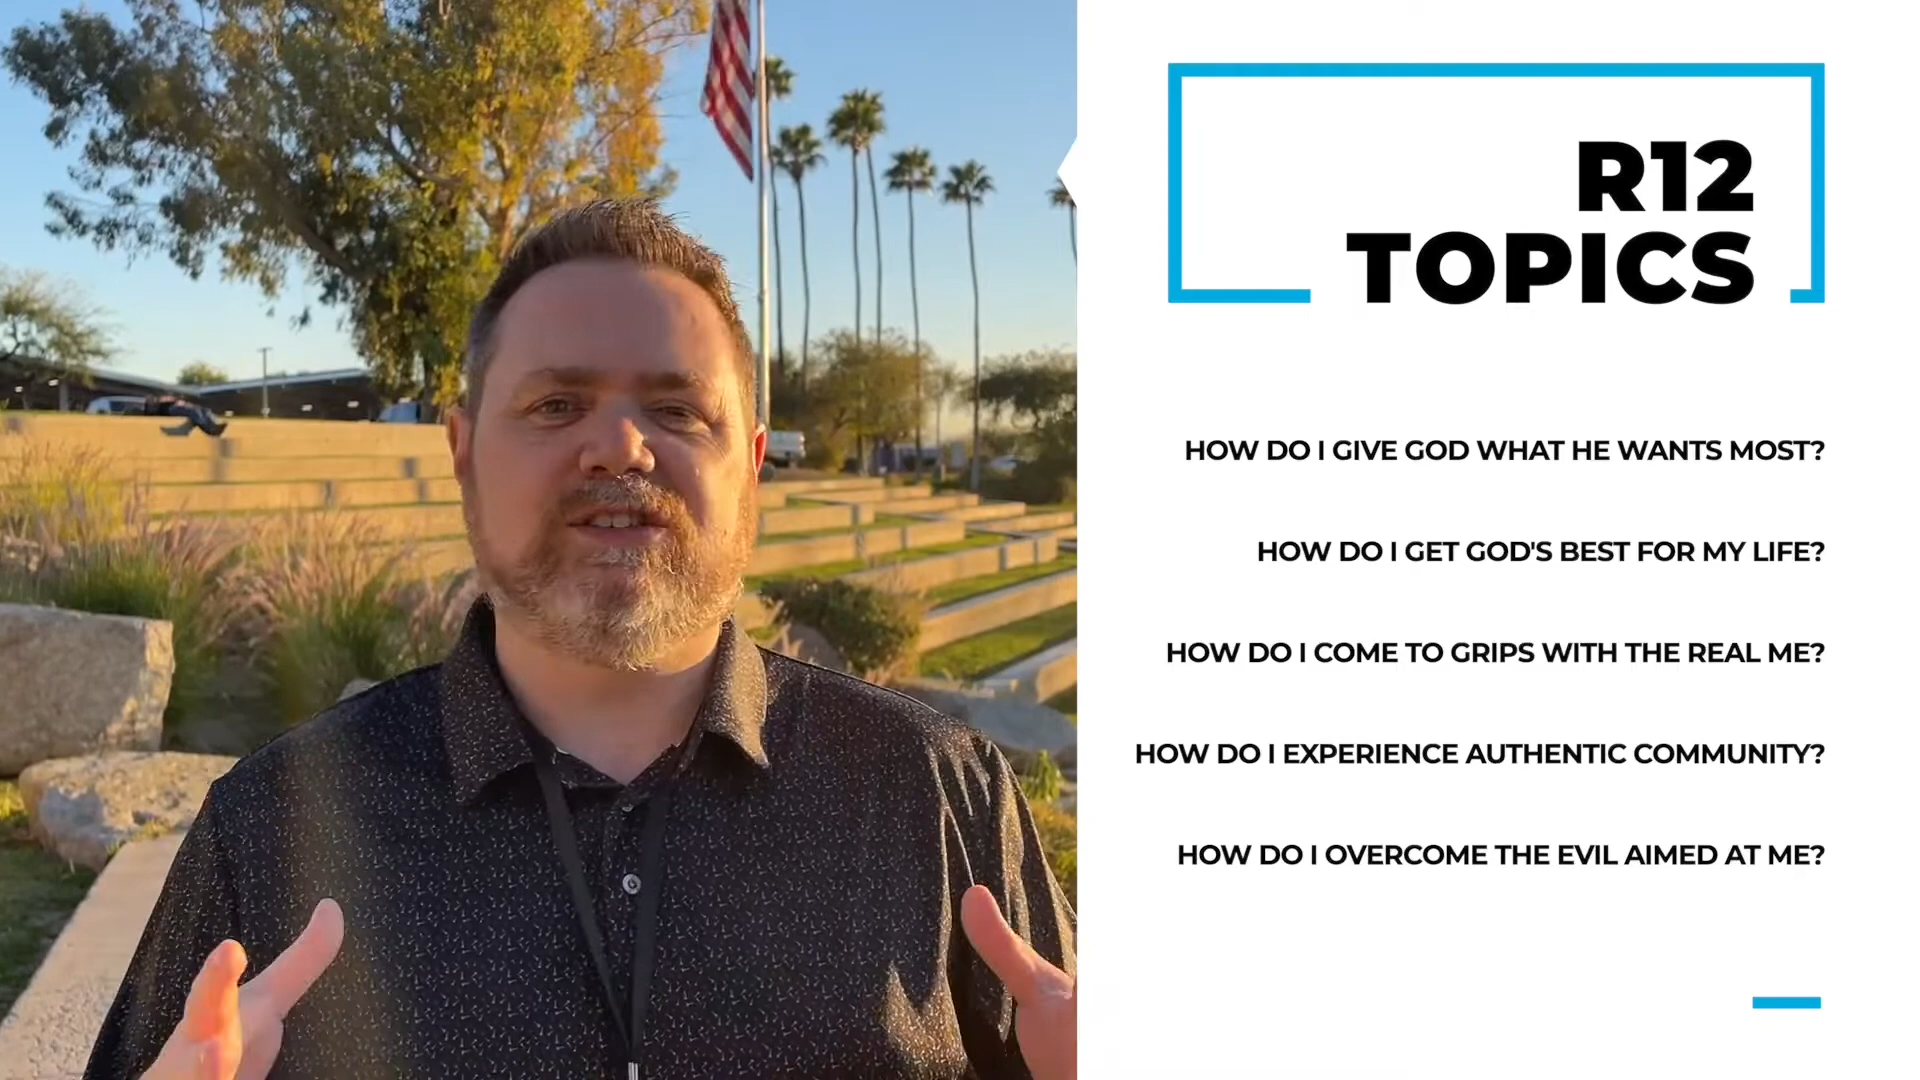 R12
TOPICS
HOW DO I GIVE GOD WHAT HE WANTS MOST?
HOW DO I GET GOD'S BEST FOR MY LIFE?
HOW DO I COME TO GRIPS WITH THE REAL ME?
HOW DO I EXPERIENCE AUTHENTIC COMMUNITY?
HOW DO I OVERCOME THE EVIL AIMED AT ME?